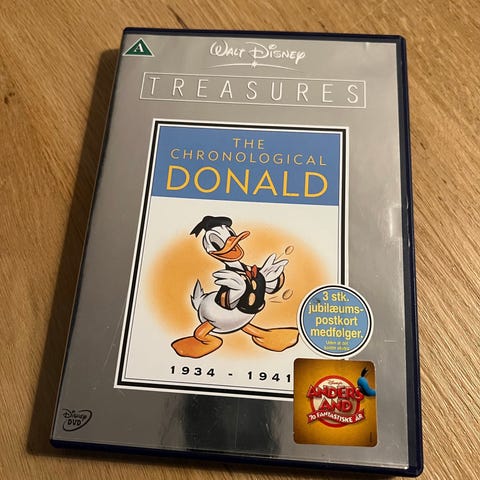 A
WALT DISNEY
TREASURES
THE
CHRONOLOGICAL
DONALD
3 stk.
jubilæums-
postkort
medfølger.
1934 - 1941
ANDERS
AND
70 FANTASTISKE ÅR
DISNEY
DVD